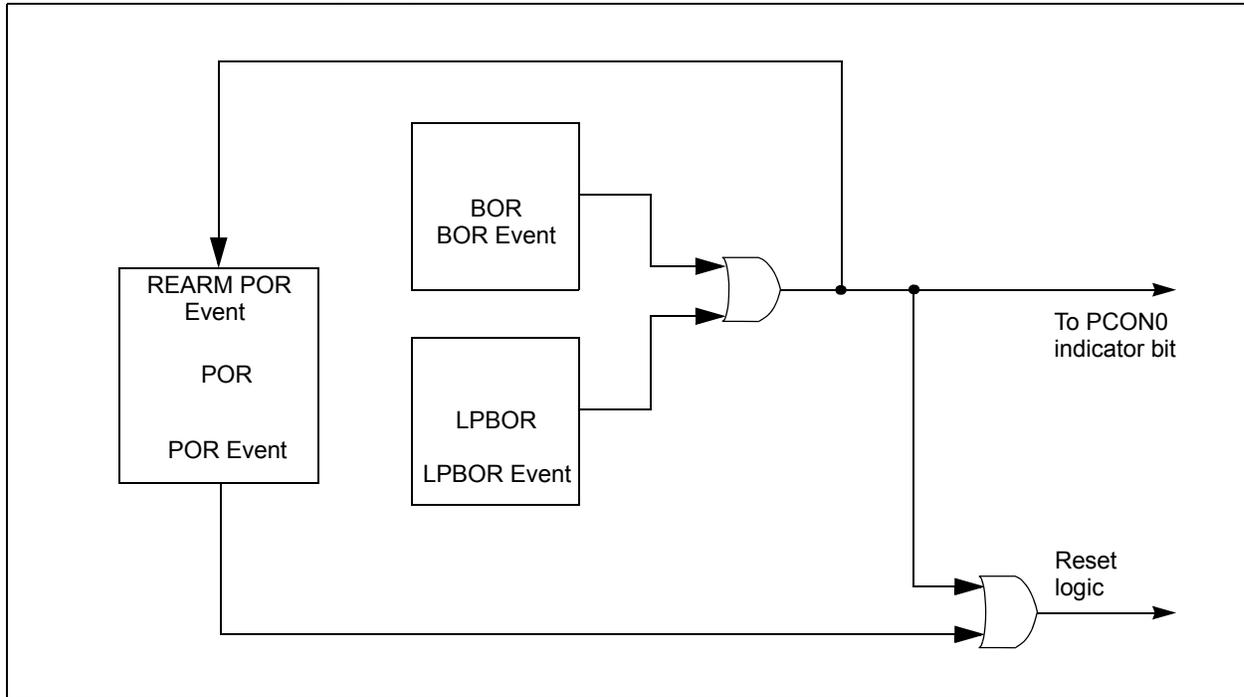 BOR
BOR Event
REARM POR
Event
POR
POR Event
LPBOR
LPBOR Event
To PCON0
indicator bit
Reset
logic